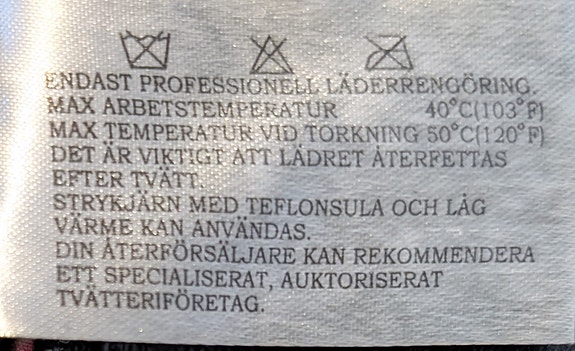 ENDAST PROFESSIONELL LÄDERRENGÖRING.
MAX ARBETSTEMPERATUR 40°C(103°F)
MAX TEMPERATUR VID TORKNING 50°C(120°F)
DET ÄR VIKTIGT ATT LÄDRET ÅTERFETTAS
EFTER TVÄTT.
STRYKJÄRN MED TEFLONSULA OCH LÅG
VÄRME KAN ANVÄNDAS.
DIN ÅTERFÖRSÄLJARE KAN REKOMMENDERA
ETT SPECIALISERAT, AUKTORISERAT
TVÄTTERIFÖRETAG.